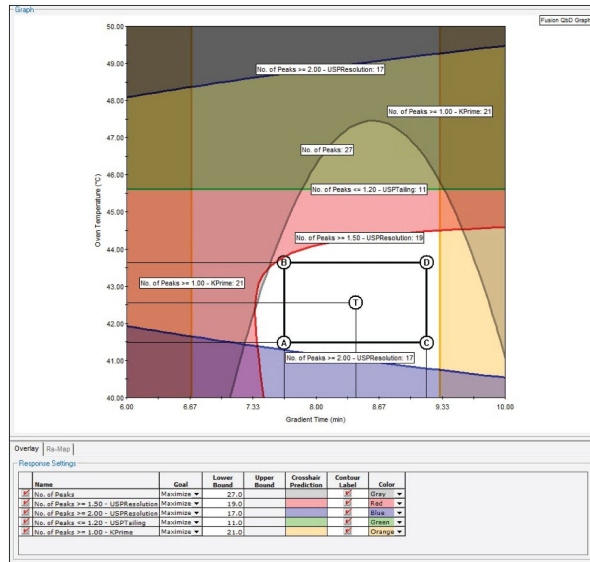 Graph
Fusion QbD Graph
50.00
49.00
48.00
47.00
46.00
45.00
44.00
43.00
42.00
41.00
40.00
Oven Temperature (°C)
No. of Peaks >= 2.00 - USPResolution: 17
No. of Peaks >= 1.00 - KPrime: 21
No. of Peaks: 27
No. of Peaks <= 1.20 - USPTailing: 11
No. of Peaks >= 1.50 - USPResolution: 19
B
D
No. of Peaks >= 1.00 - KPrime: 21
T
A
C
No. of Peaks >= 2.00 - USPResolution: 17
6.00 6.67 7.33 8.00 8.67 9.33 10.00
Gradient Time (min)
Overlay Re-Map
Response Settings
Name Goal Lower Bound Upper Bound Crosshair Prediction Contour Label Color
No. of Peaks Maximize 27.0 Gray
No. of Peaks >= 1.50 - USPResolution Maximize 19.0 Red
No. of Peaks >= 2.00 - USPResolution Maximize 17.0 Blue
No. of Peaks <= 1.20 - USPTailing Maximize 11.0 Green
No. of Peaks >= 1.00 - KPrime Maximize 21.0 Orange